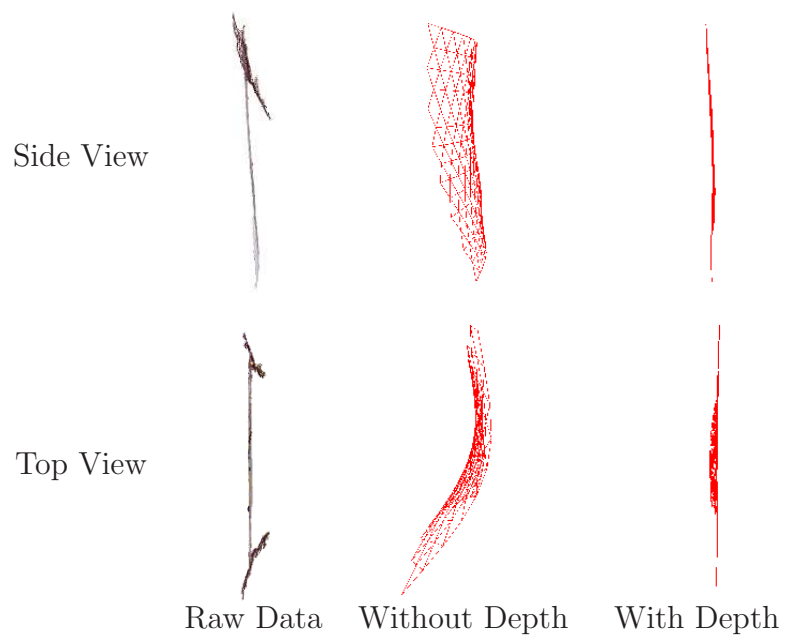 Side View
Top View
Raw Data
Without Depth
With Depth